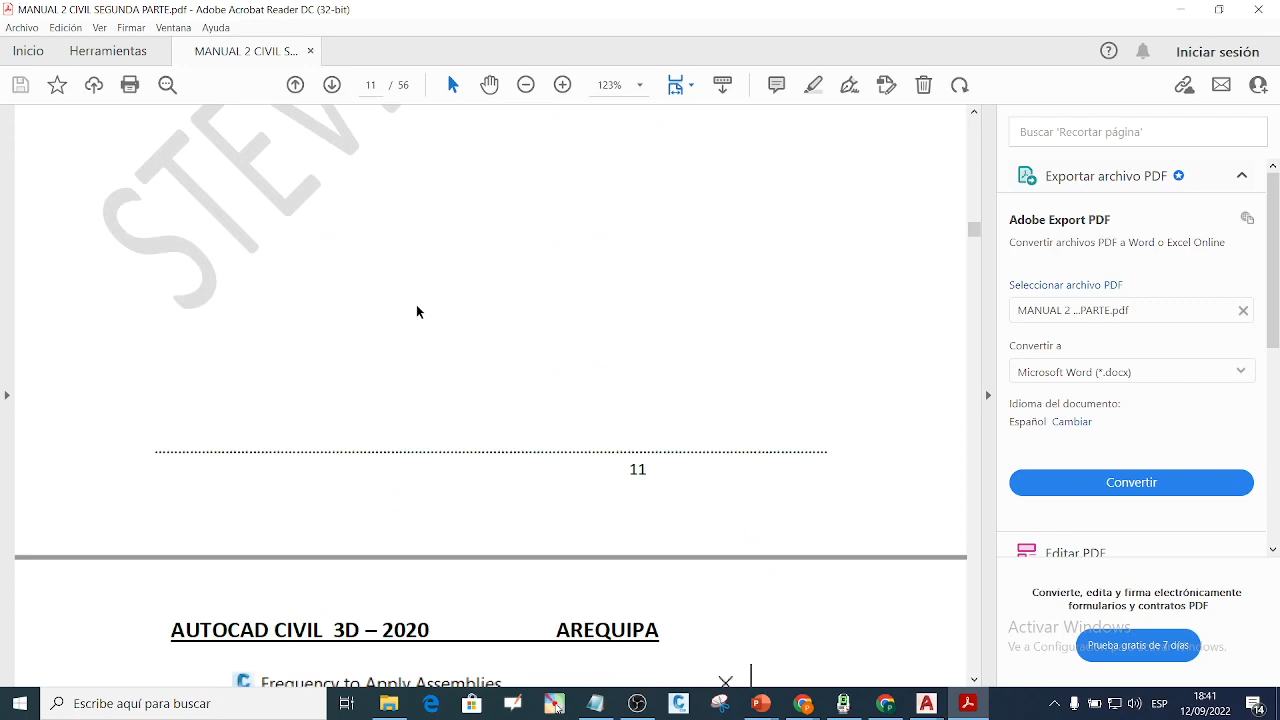 MANUAL 2 CIVIL SEGUNDA PARTE.pdf - Adobe Acrobat Reader DC (32-bit)
Archivo Edición Ver Firmar Ventana Ayuda
Inicio Herramientas MANUAL 2 CIVIL S... × Iniciar sesión
11 / 56 123%
Buscar 'Recortar página'
Exportar archivo PDF
Adobe Export PDF
Convertir archivos PDF a Word o Excel Online
Seleccionar archivo PDF
MANUAL 2 ...PARTE.pdf
Convertir a
Microsoft Word (*.docx)
Idioma del documento:
Español Cambiar
Convertir
Editar PDF
Convierte, edita y firma electrónicamente
formularios y contratos PDF
Activar Windows
Prueba gratis de 7 días
STEV
11
AUTOCAD CIVIL 3D – 2020 AREQUIPA
Frequency to Apply Assemblies
Escribe aquí para buscar
ESP
18:41
12/09/2022
4